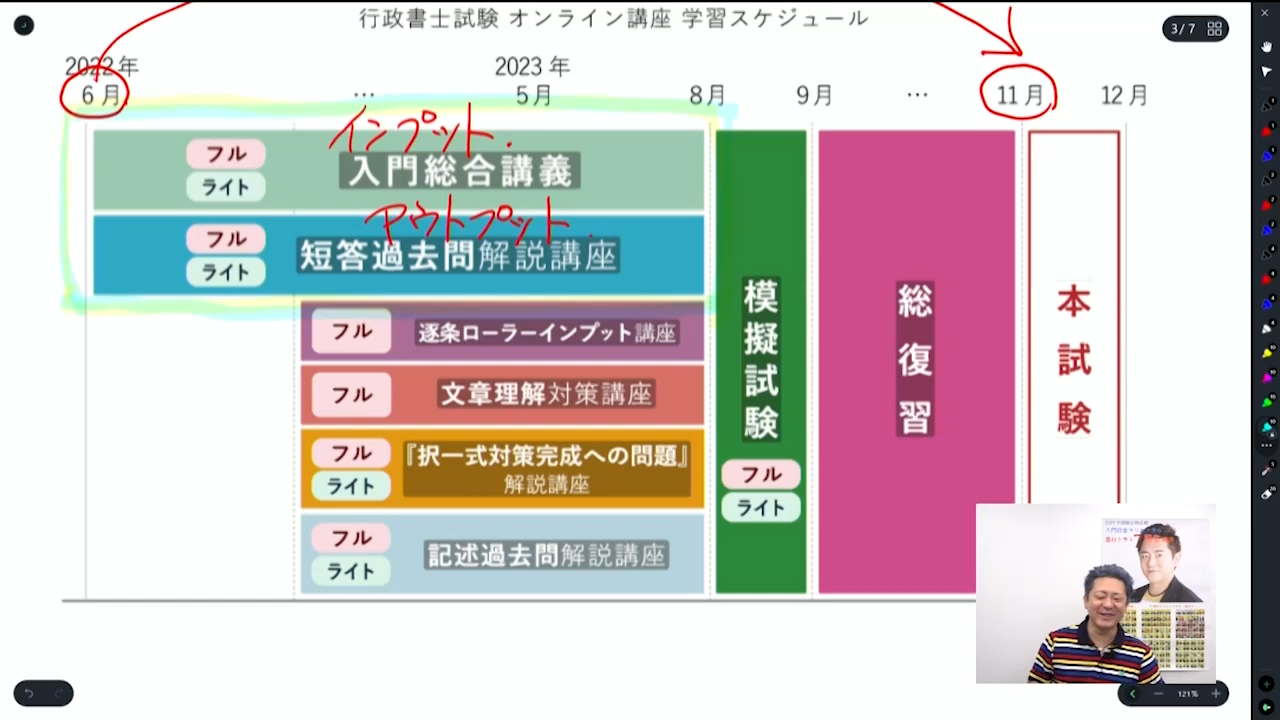 行政書士試験 オンライン講座 学習スケジュール
3/7
2022年
2023年
6月
…
5月
8月
9月
…
11月
12月
インプット.
フル
ライト
入門総合講義
アウトプット.
フル
ライト
短答過去問解説講座
フル
逐条ローラーインプット講座
フル
文章理解対策講座
フル
ライト
『択一式対策完成への問題』
解説講座
フル
ライト
記述過去問解説講座
模擬試験
フル
ライト
総復習
本試験
121%